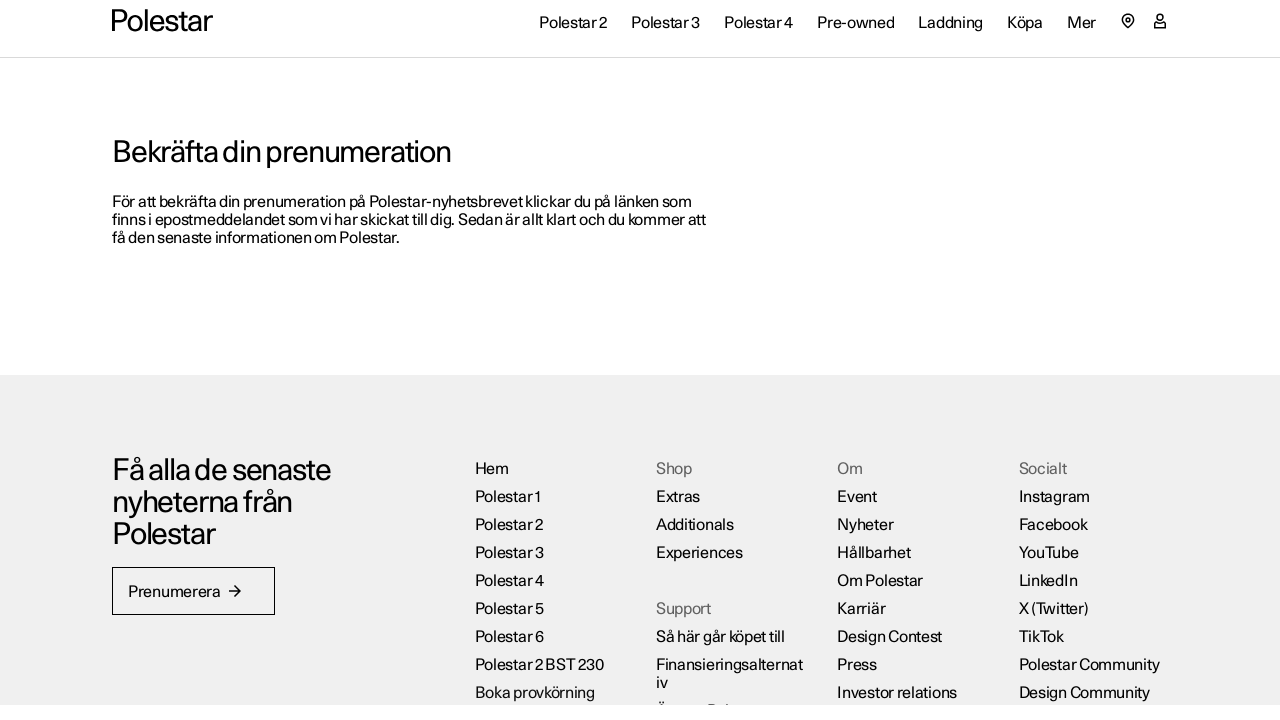 Polestar
Polestar 2
Polestar 3
Polestar 4
Pre-owned
Laddning
Köpa
Mer
Bekräfta din prenumeration
För att bekräfta din prenumeration på Polestar-nyhetsbrevet klickar du på länken som
finns i epostmeddelandet som vi har skickat till dig. Sedan är allt klart och du kommer att
få den senaste informationen om Polestar.
Få alla de senaste
nyheterna från
Polestar
Prenumerera
Hem
Polestar 1
Polestar 2
Polestar 3
Polestar 4
Polestar 5
Polestar 6
Polestar 2 BST 230
Boka provkörning
Shop
Extras
Additionals
Experiences
Support
Så här går köpet till
Finansieringsalternat
iv
Om
Event
Nyheter
Hållbarhet
Om Polestar
Karriär
Design Contest
Press
Investor relations
Socialt
Instagram
Facebook
YouTube
LinkedIn
X (Twitter)
TikTok
Polestar Community
Design Community